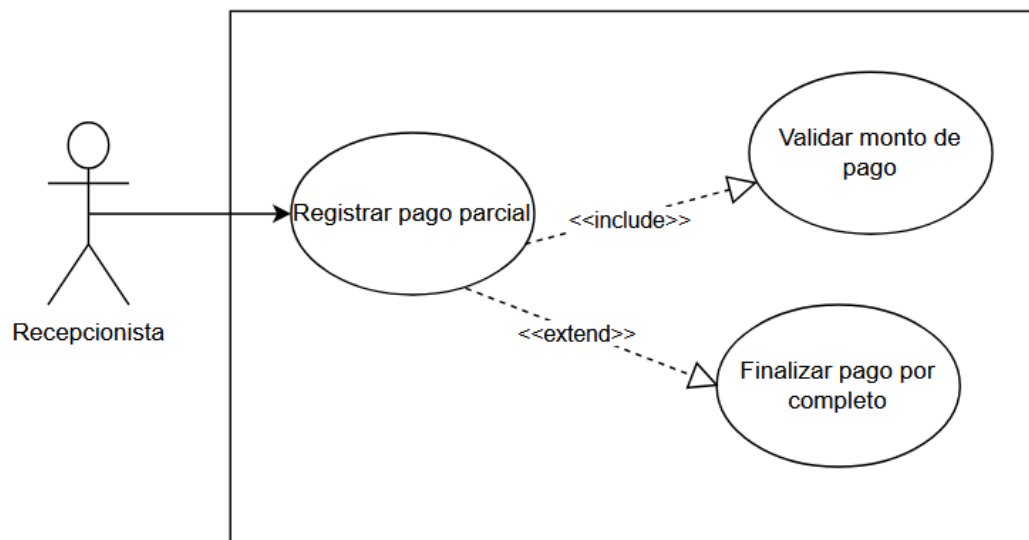 Validar monto de
pago
Registrar pago parcial
<<include>>
Recepcionista
<<extend>>
Finalizar pago por
completo